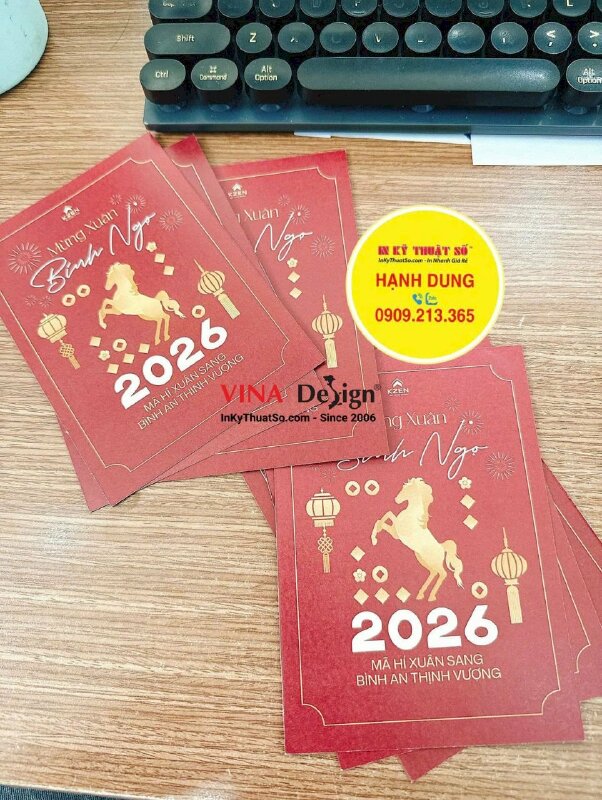 Shift
Z
Ctrl
⌘
Command
Alt
Option
Alt
Option
KZEN
Mừng Xuân
Bính Ngọ
2026
MÃ HÍ XUÂN SANG
BÌNH AN THỊNH VƯỢNG
IN KỸ THUẬT SỐ
InKyThuatSo.com - In Nhanh Giá Rẻ
HẠNH DUNG
Zalo
0909.213.365
VINA Design®
InKyThuatSo.com - Since 2006
KZEN
Mừng Xuân
Bính Ngọ
2026
MÃ HÍ XUÂN SANG
BÌNH AN THỊNH VƯỢNG